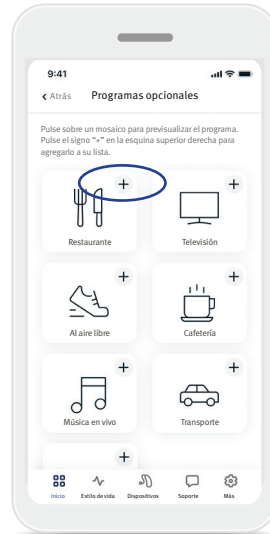 9:41
Atrás Programas opcionales
Pulse sobre un mosaico para previsualizar el programa.
Pulse el signo "+" en la esquina superior derecha para
agregarlo a su lista.
+ +
Restaurante Televisión
+ +
Al aire libre Cafetería
+ +
Música en vivo Transporte
+
Inicio Estilo de vida Dispositivos Soporte Más